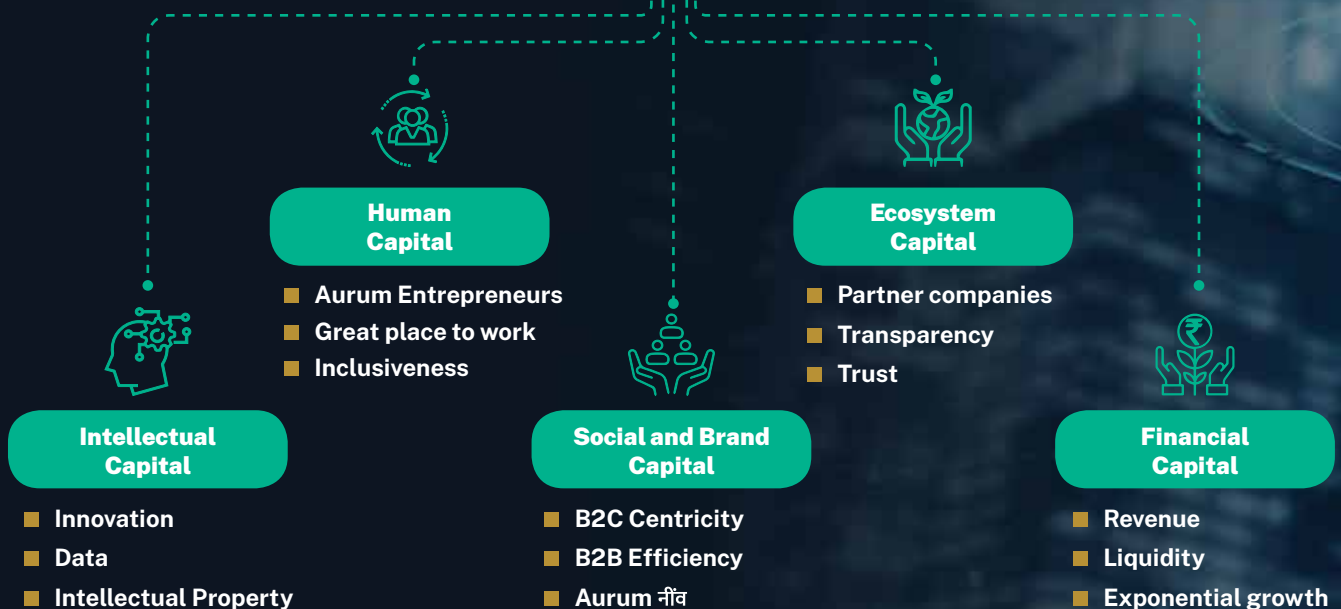 Human
Capital
Aurum Entrepreneurs
Great place to work
Inclusiveness
Ecosystem
Capital
Partner companies
Transparency
Trust
Intellectual
Capital
Innovation
Data
Intellectual Property
Social and Brand
Capital
B2C Centricity
B2B Efficiency
Aurum नींव
₹
Financial
Capital
Revenue
Liquidity
Exponential growth